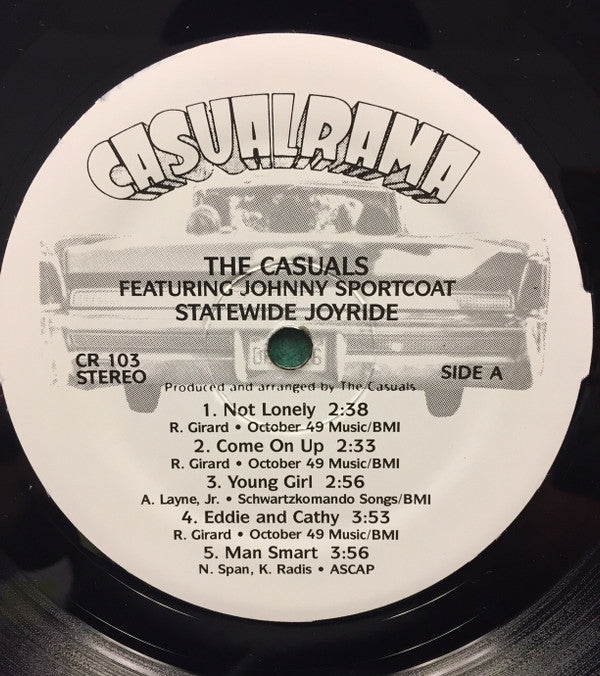 CASUALRAMA
THE CASUALS
FEATURING JOHNNY SPORTCOAT
STATEWIDE JOYRIDE
CR 103
STEREO
SIDE A
Produced and arranged by The Casuals
1. Not Lonely 2:38
R. Girard • October 49 Music/BMI
2. Come On Up 2:33
R. Girard • October 49 Music/BMI
3. Young Girl 2:56
A. Layne, Jr. • Schwartzkomando Songs/BMI
4. Eddie and Cathy 3:53
R. Girard • October 49 Music/BMI
5. Man Smart 3:56
N. Span, K. Radis • ASCAP